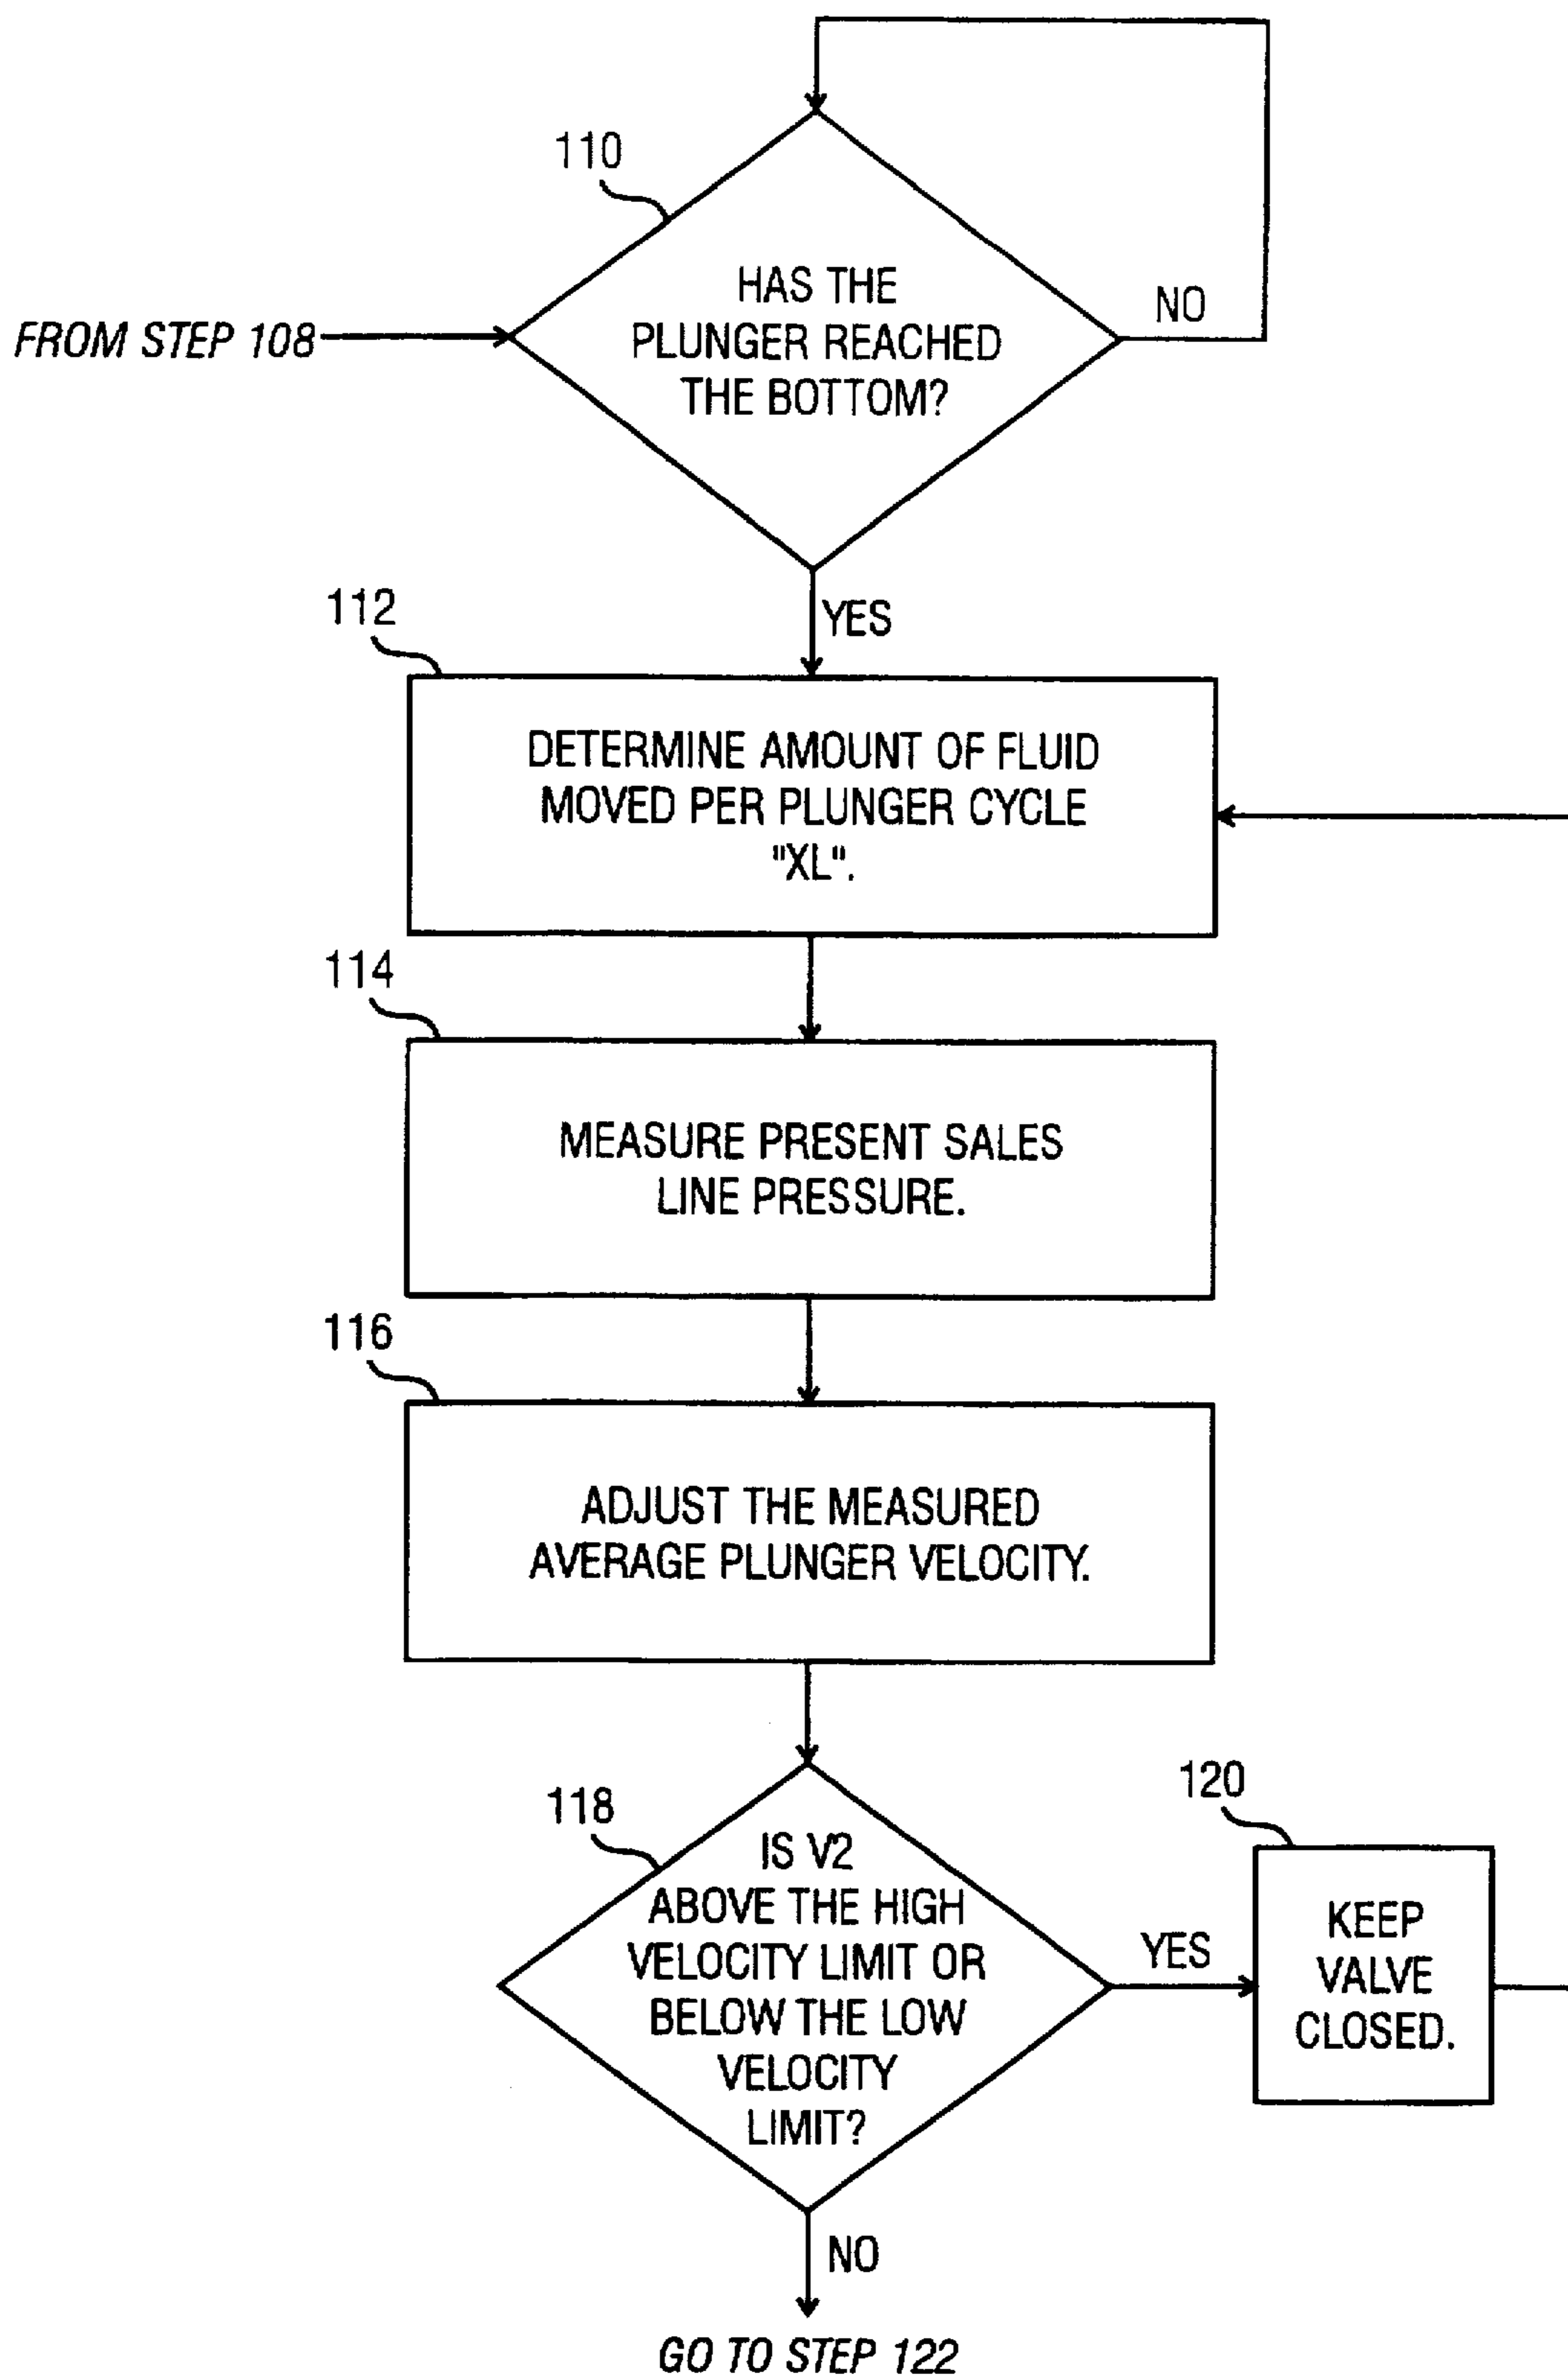 110
HAS THE
PLUNGER REACHED
THE BOTTOM?
NO
FROM STEP 108
YES
112
DETERMINE AMOUNT OF FLUID
MOVED PER PLUNGER CYCLE
"XL".
114
MEASURE PRESENT SALES
LINE PRESSURE.
116
ADJUST THE MEASURED
AVERAGE PLUNGER VELOCITY.
118
IS V2
ABOVE THE HIGH
VELOCITY LIMIT OR
BELOW THE LOW
VELOCITY
LIMIT?
YES
120
KEEP
VALVE
CLOSED.
NO
GO TO STEP 122